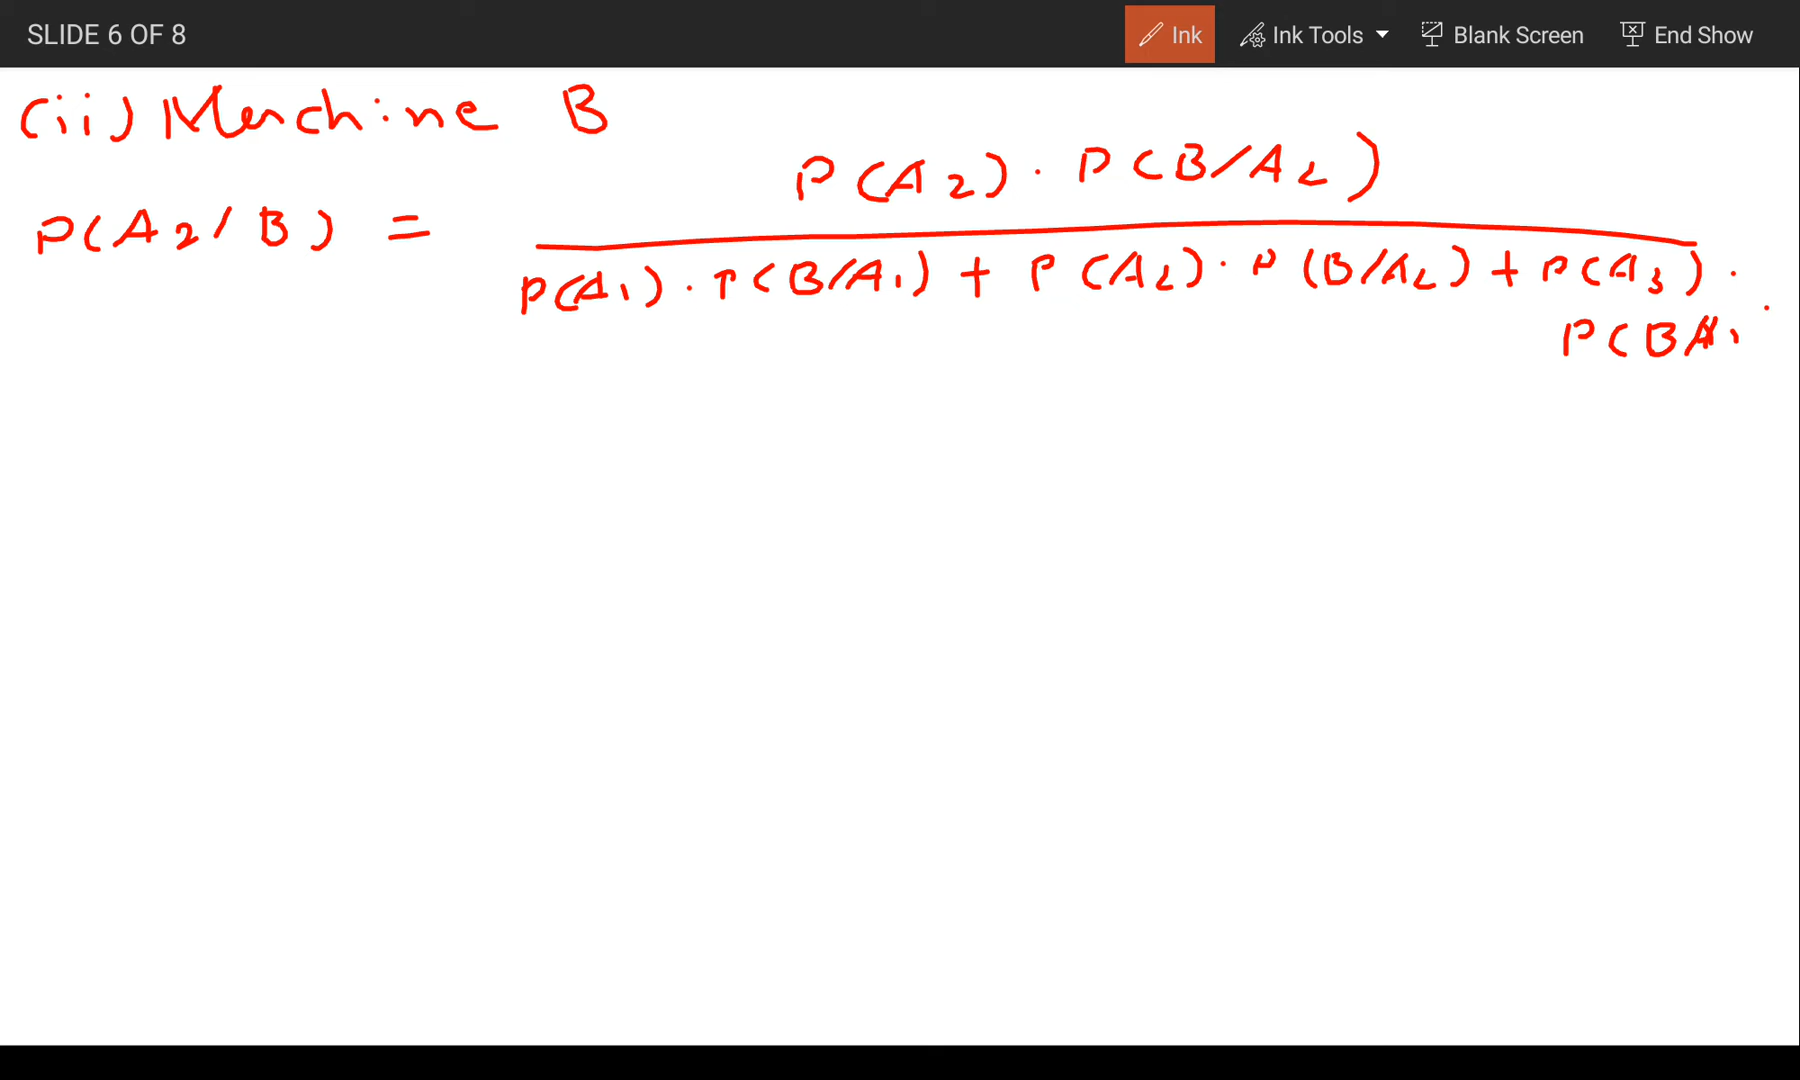 SLIDE 6 OF 8 Ink Ink Tools Blank Screen End Show
(ii) Machine B
P(A2) . P(B/A2)
P(A2/B) =
P(A1) . P(B/A1) + P(A2) . P(B/A2) + P(A3) .
P(B/A